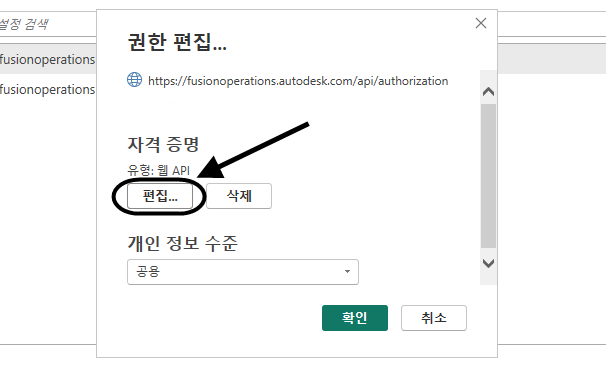 설정 검색
권한 편집...
fusionoperations
https://fusionoperations.autodesk.com/api/authorization
fusionoperations
자격 증명
유형: 웹 API
편집... 삭제
개인 정보 수준
공용
확인 취소